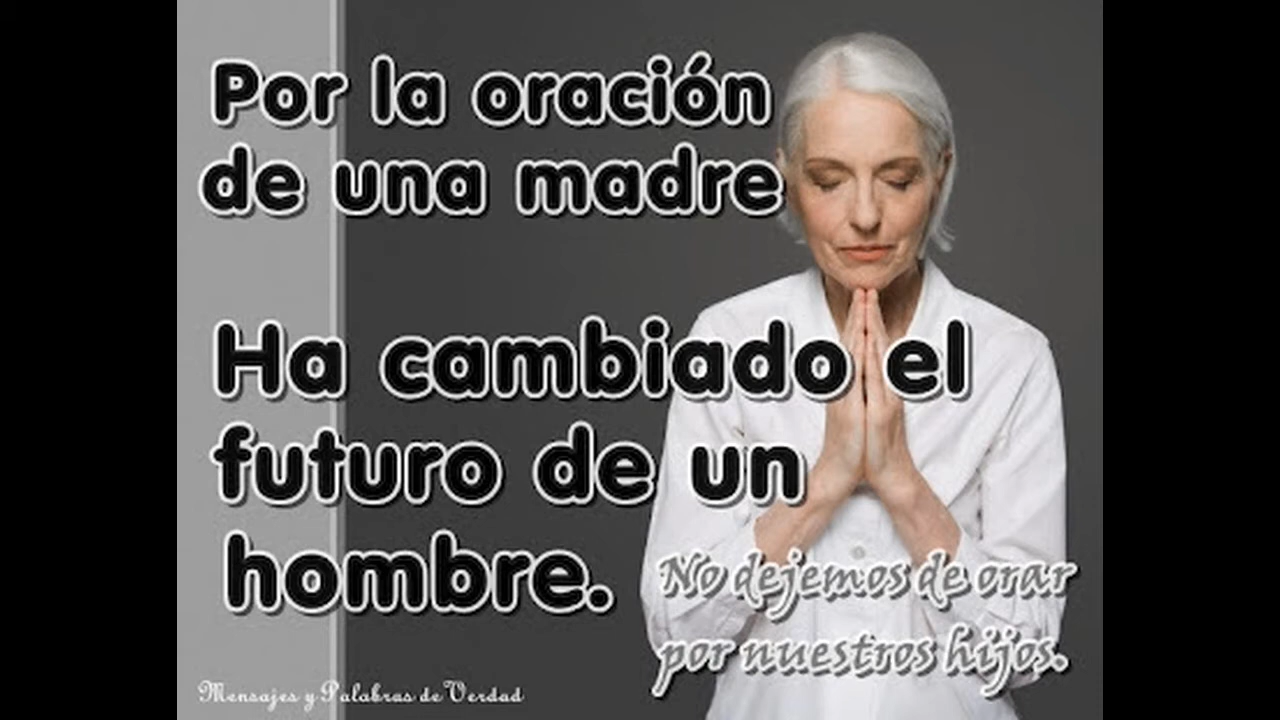 Por la oración
de una madre
Ha cambiado el
futuro de un
hombre.
No dejemos de orar
por nuestros hijos.
Mensajes y Palabras de Verdad